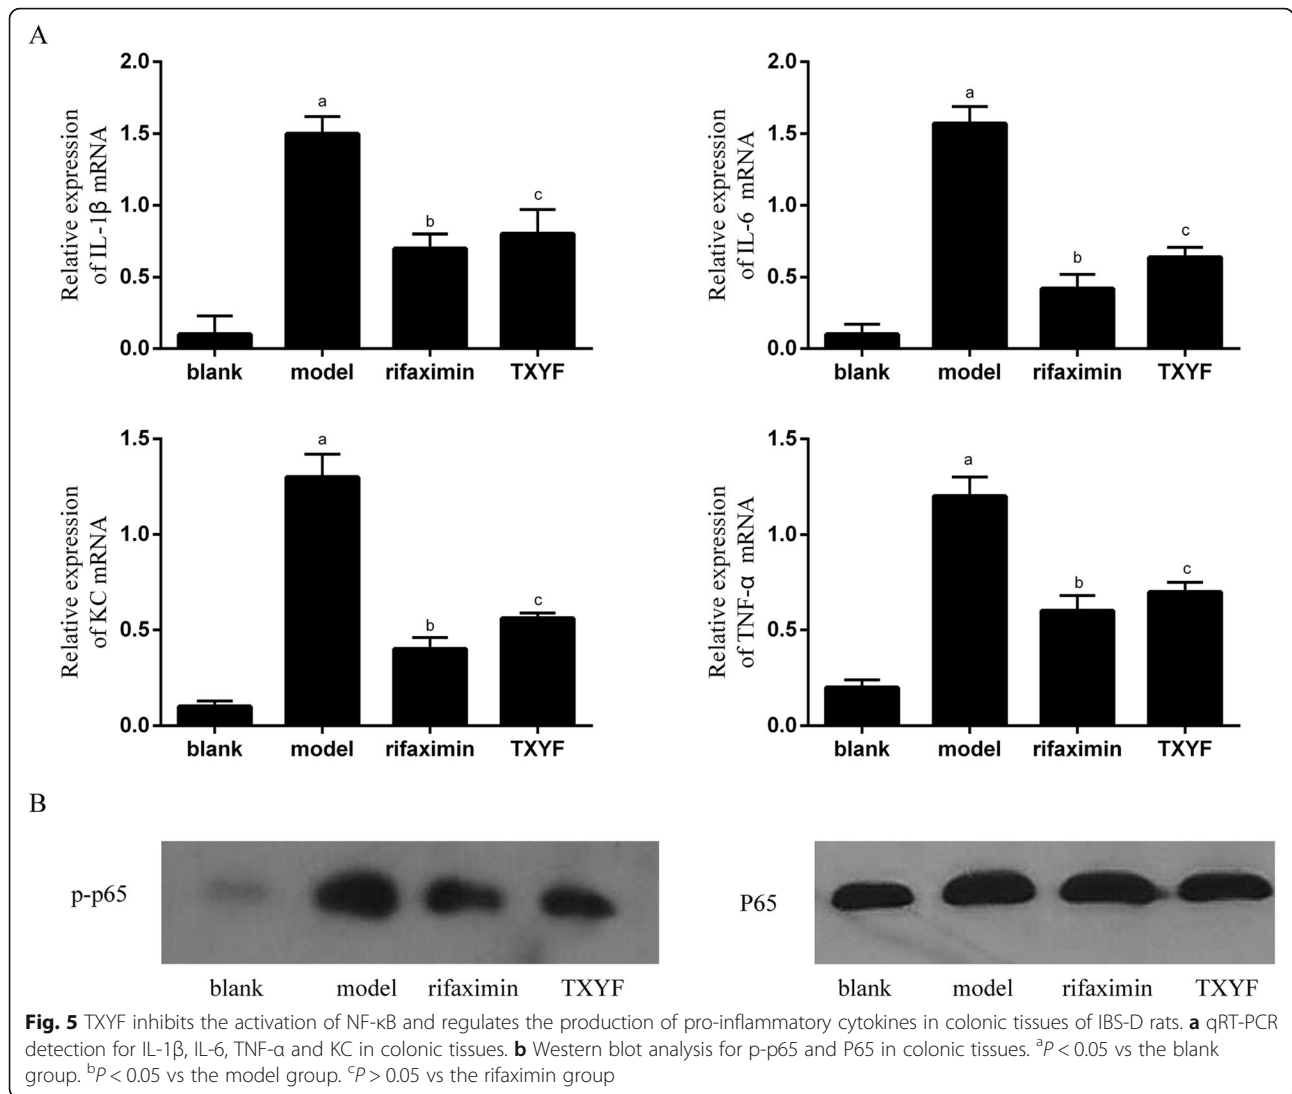 A
Relative expression
of IL-1β mRNA
2.0
1.5
1.0
0.5
0.0
a
b
c
blank model rifaximin TXYF
Relative expression
of IL-6 mRNA
2.0
1.5
1.0
0.5
0.0
a
b
c
blank model rifaximin TXYF
Relative expression
of KC mRNA
1.5
1.0
0.5
0.0
a
b
c
blank model rifaximin TXYF
Relative expression
of TNF-α mRNA
1.5
1.0
0.5
0.0
a
b
c
blank model rifaximin TXYF
B
p-p65
blank model rifaximin TXYF
P65
blank model rifaximin TXYF
Fig. 5 TXYF inhibits the activation of NF-κB and regulates the production of pro-inflammatory cytokines in colonic tissues of IBS-D rats. a qRT-PCR
detection for IL-1β, IL-6, TNF-α and KC in colonic tissues. b Western blot analysis for p-p65 and P65 in colonic tissues. ᵃP < 0.05 vs the blank
group. ᵇP < 0.05 vs the model group. ᶜP > 0.05 vs the rifaximin group